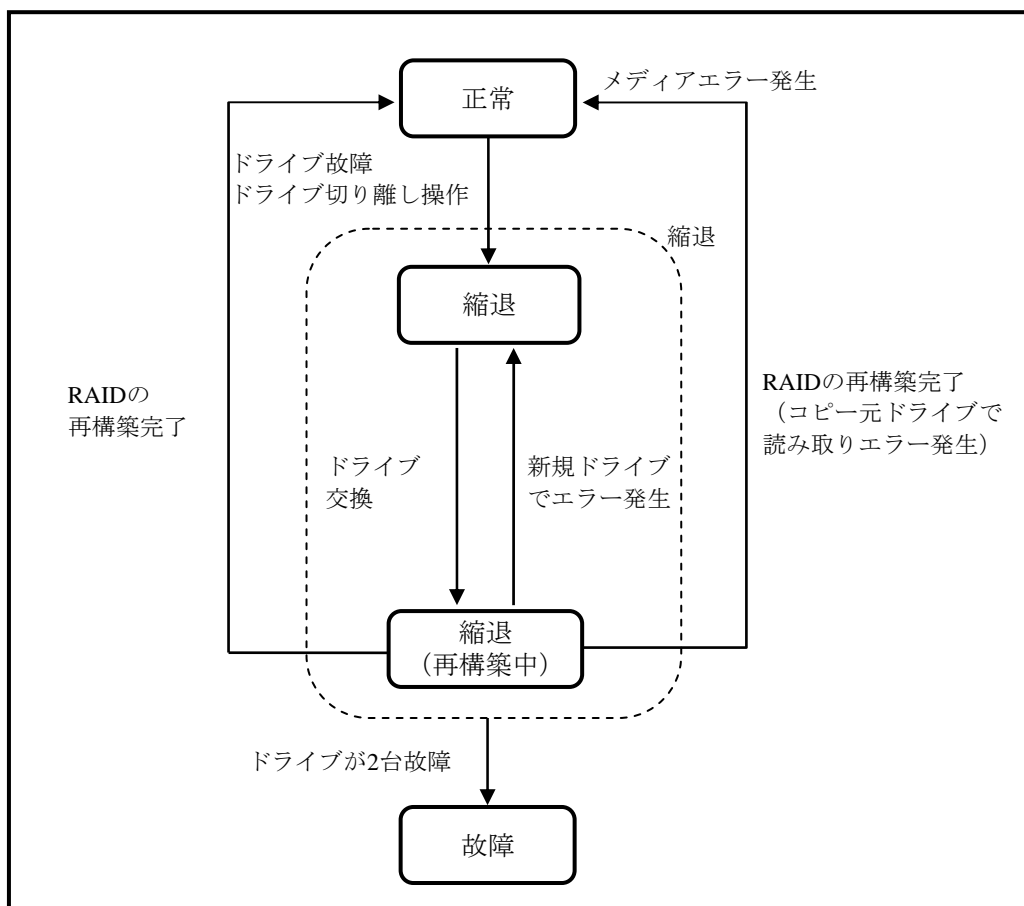 正常
メディアエラー発生
ドライブ故障
ドライブ切り離し操作
縮退
縮退
RAIDの
再構築完了
RAIDの再構築完了
（コピー元ドライブで
読み取りエラー発生）
ドライブ
交換
新規ドライブ
でエラー発生
縮退
（再構築中）
ドライブが2台故障
故障